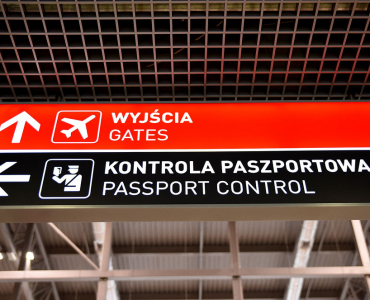 WYJŚCIA
GATES
KONTROLA PASZPORTOWA
PASSPORT CONTROL